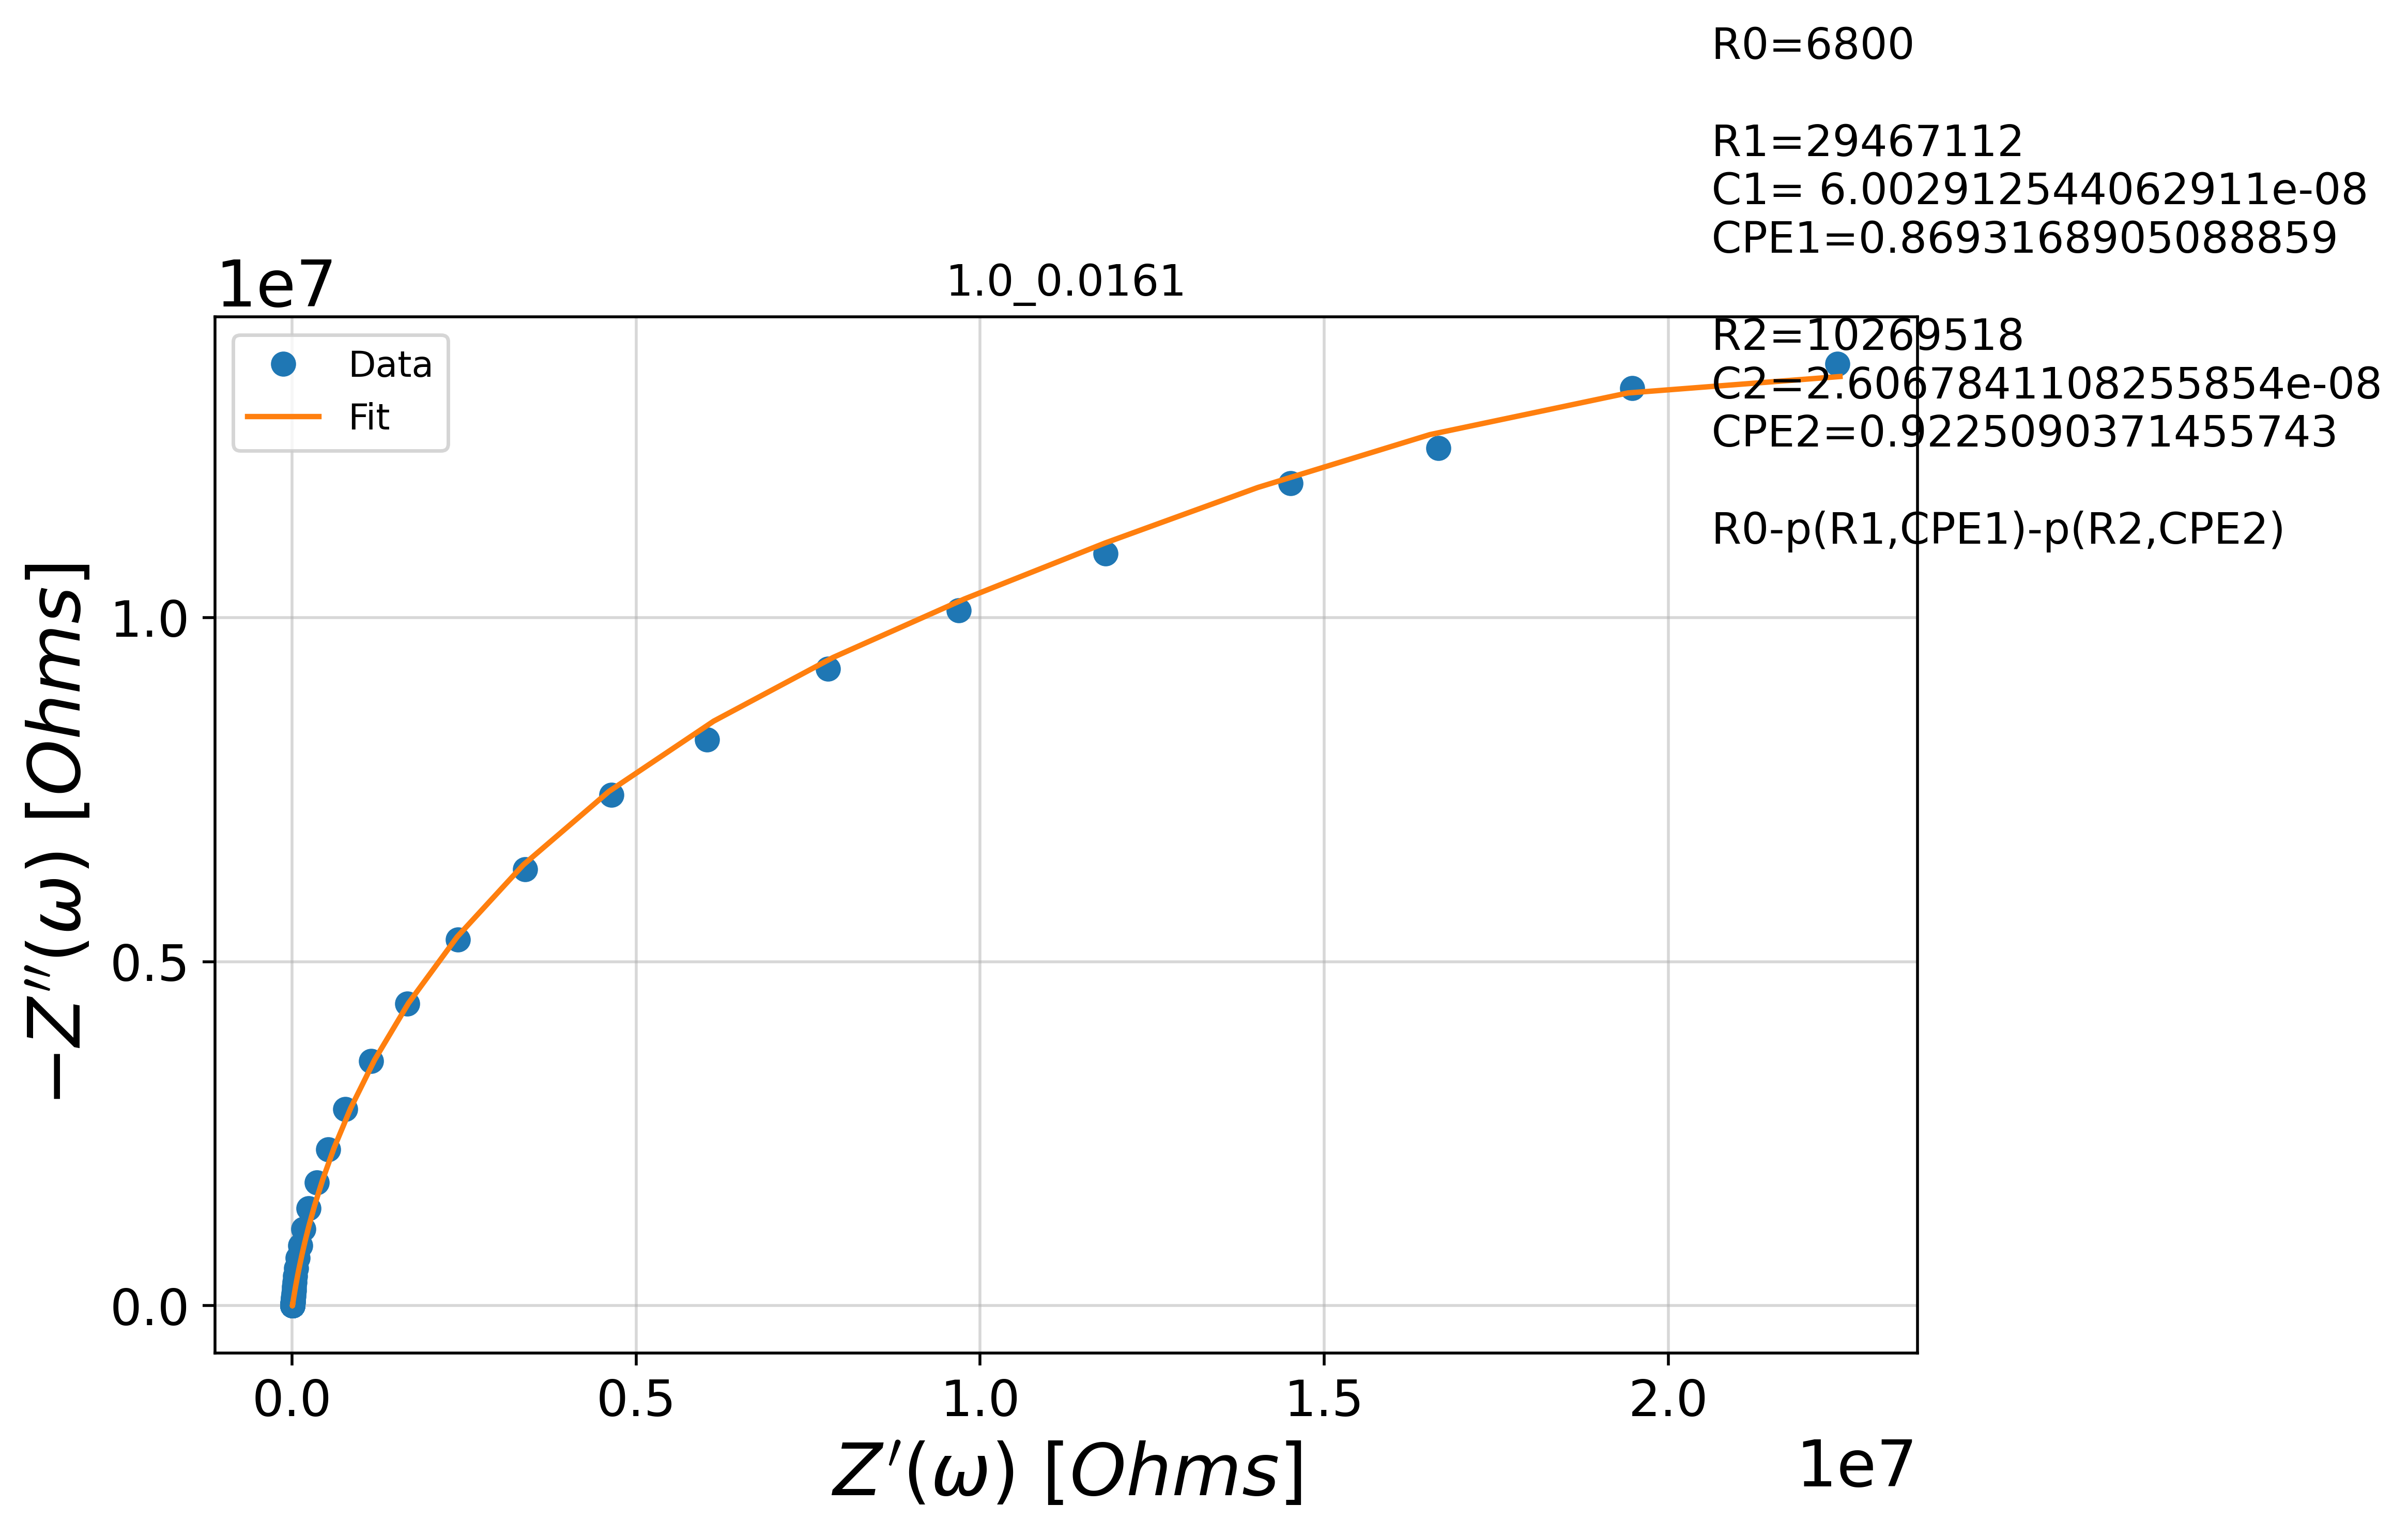 R0=6800
R1=29467112
C1= 6.002912544062911e-08
CPE1=0.8693168905088859
R2=10269518
C2=2.6067841108255854e-08
CPE2=0.9225090371455743
R0-p(R1,CPE1)-p(R2,CPE2)
1e7
1.0_0.0161
Data
Fit
1.0
0.5
0.0
−Z′′(ω) [Ohms]
0.0 0.5 1.0 1.5 2.0
1e7
Z′(ω) [Ohms]